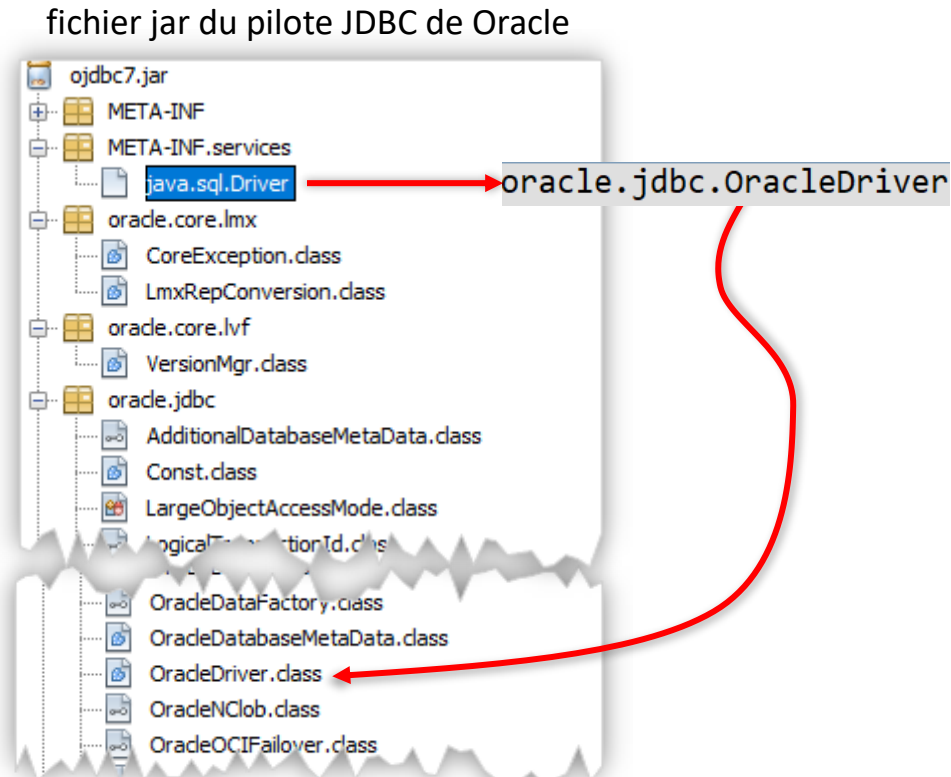 fichier jar du pilote JDBC de Oracle
ojdbc7.jar
META-INF
META-INF.services
java.sql.Driver
oracle.jdbc.OracleDriver
oracle.core.lmx
CoreException.class
LmxRepConversion.class
oracle.core.lvf
VersionMgr.class
oracle.jdbc
AdditionalDatabaseMetaData.class
Const.class
LargeObjectAccessMode.class
OracleDataFactory.class
OracleDatabaseMetaData.class
OracleDriver.class
OracleNClob.class
OracleOCIFailover.class